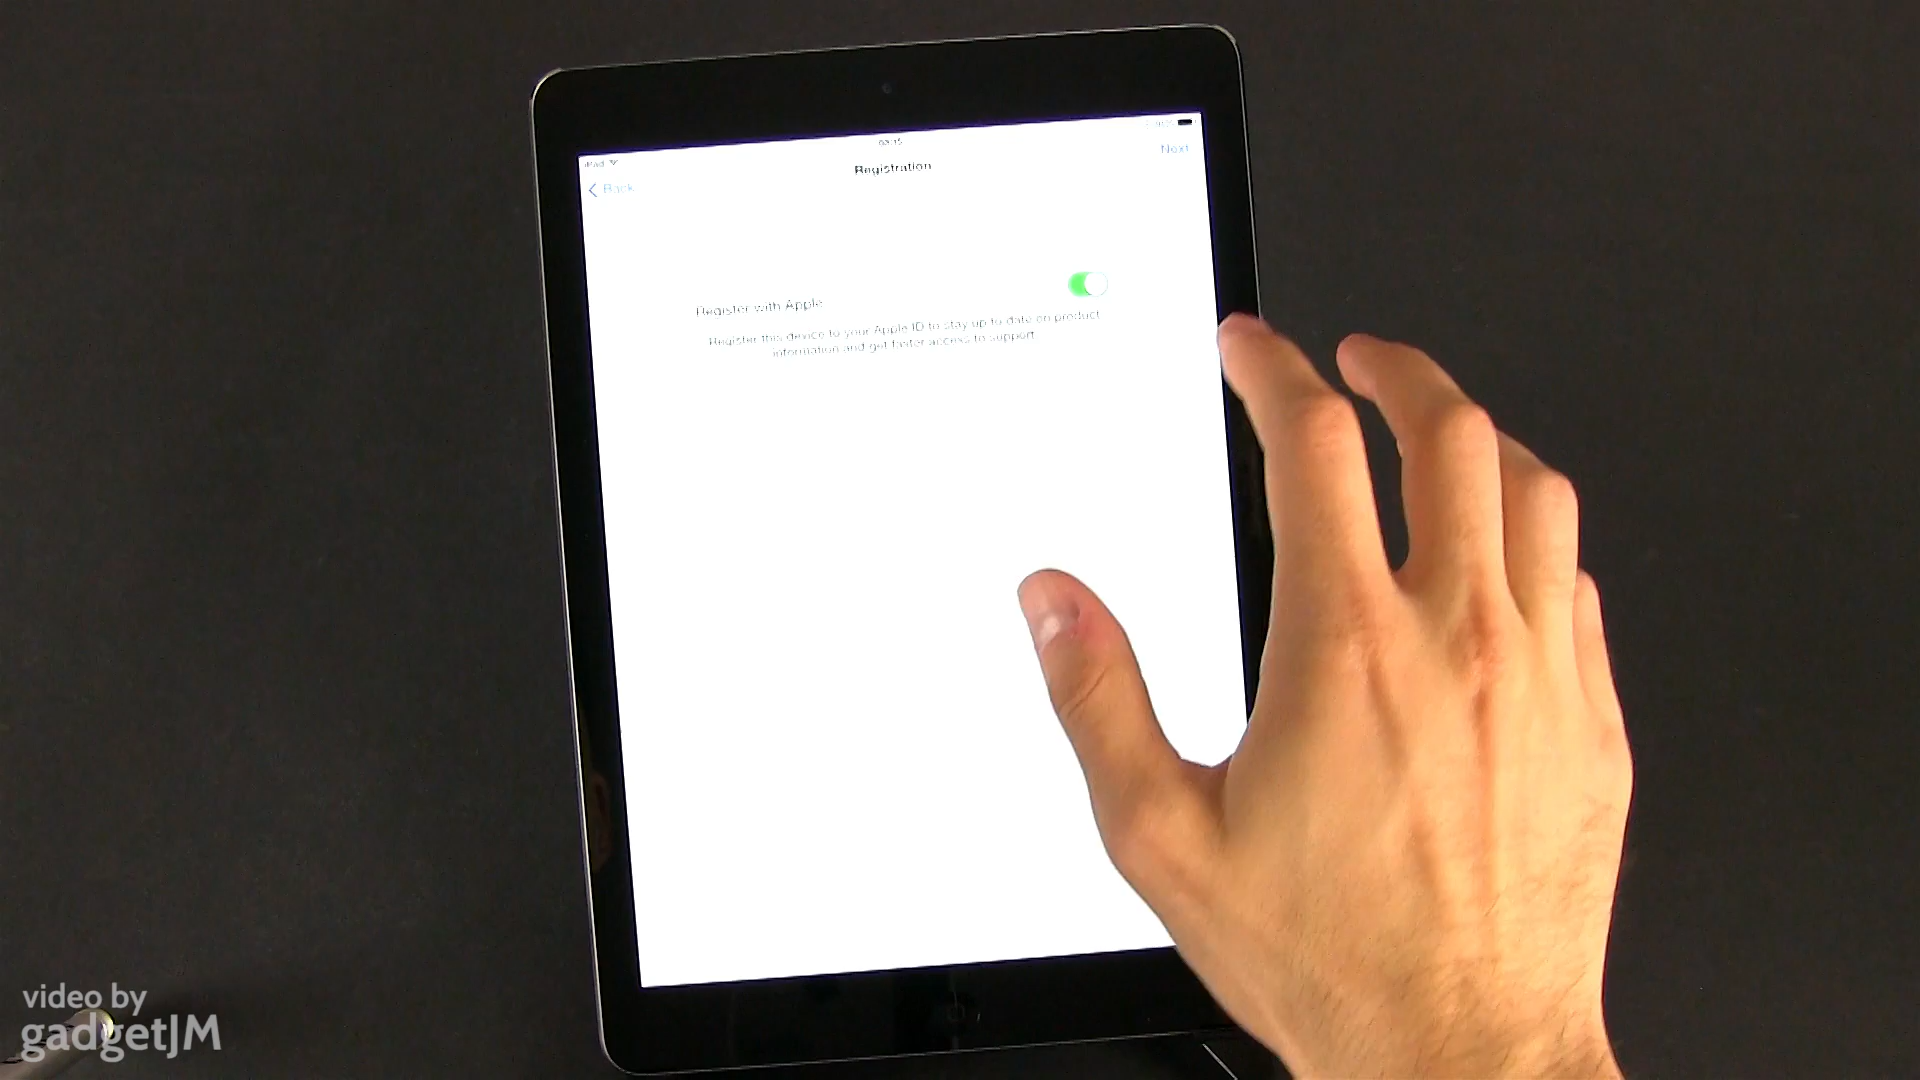 iPad
Registration
Next
Back
Register with Apple
Register this device to your Apple ID to stay up to date on product
information and get faster access to support.
video by
gadgetJM